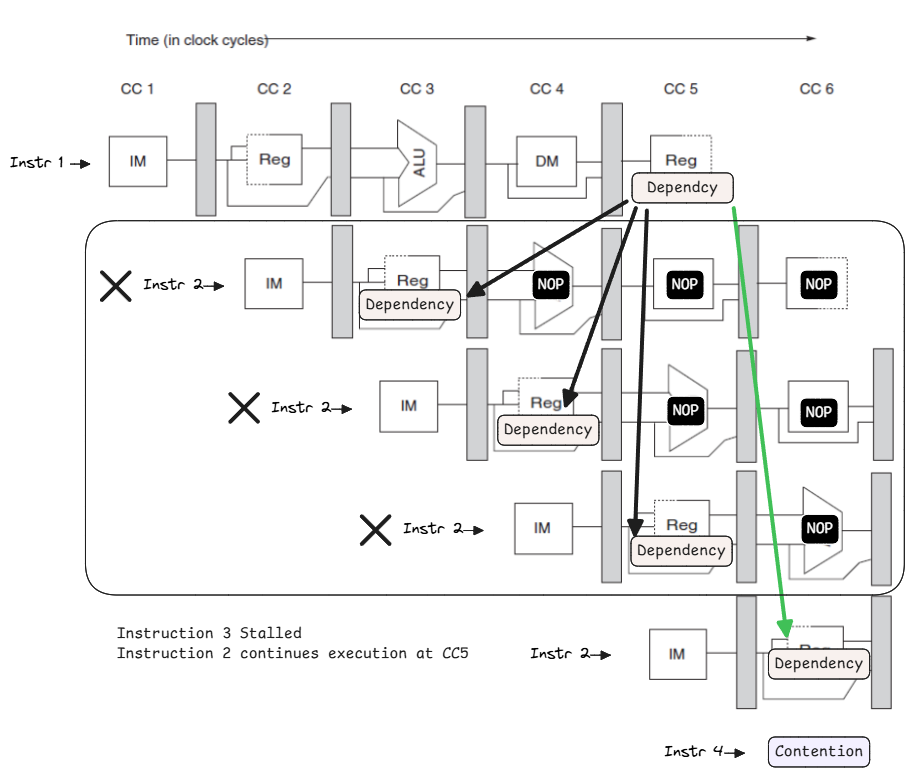 Time (in clock cycles)
CC 1 CC 2 CC 3 CC 4 CC 5 CC 6
Instr 1 IM Reg ALU DM Reg
Dependcy
Instr 2 IM Reg NOP NOP NOP
Dependency
Instr 2 IM Reg NOP NOP
Dependency
Instr 2 IM Reg NOP
Dependency
Instruction 3 Stalled
Instruction 2 continues execution at CC5
Instr 2 IM Reg
Dependency
Instr 4 Contention